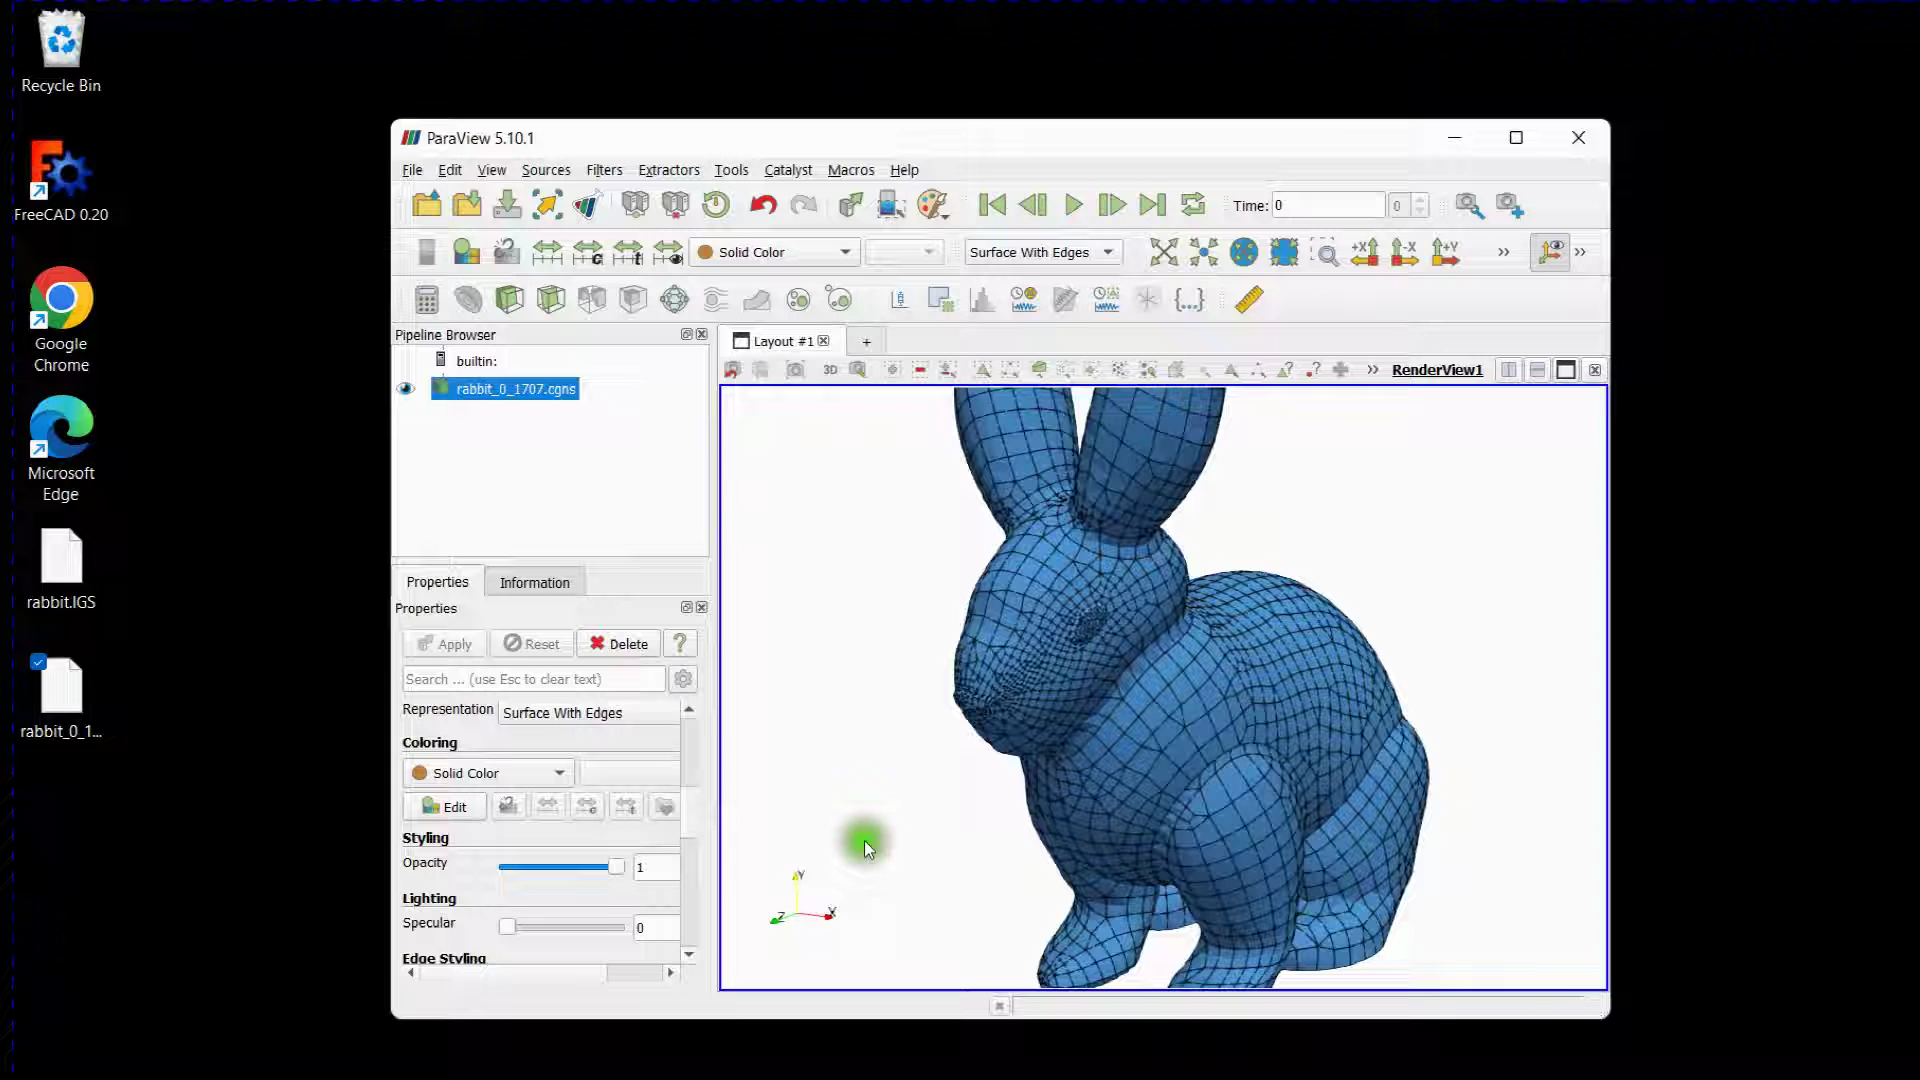 Recycle Bin
FreeCAD 0.20
Google
Chrome
Microsoft
Edge
rabbit.IGS
rabbit_0_1...
ParaView 5.10.1
File Edit View Sources Filters Extractors Tools Catalyst Macros Help
Time: 0 0
Solid Color
Surface With Edges
+X -X +Y
Pipeline Browser
builtin:
rabbit_0_1707.cgns
Layout #1
3D
RenderView1
Properties Information
Properties
Apply Reset Delete ?
Search ... (use Esc to clear text)
Representation Surface With Edges
Coloring
Solid Color
Edit
Styling
Opacity 1
Lighting
Specular 0
Edge Styling
Y
Z X